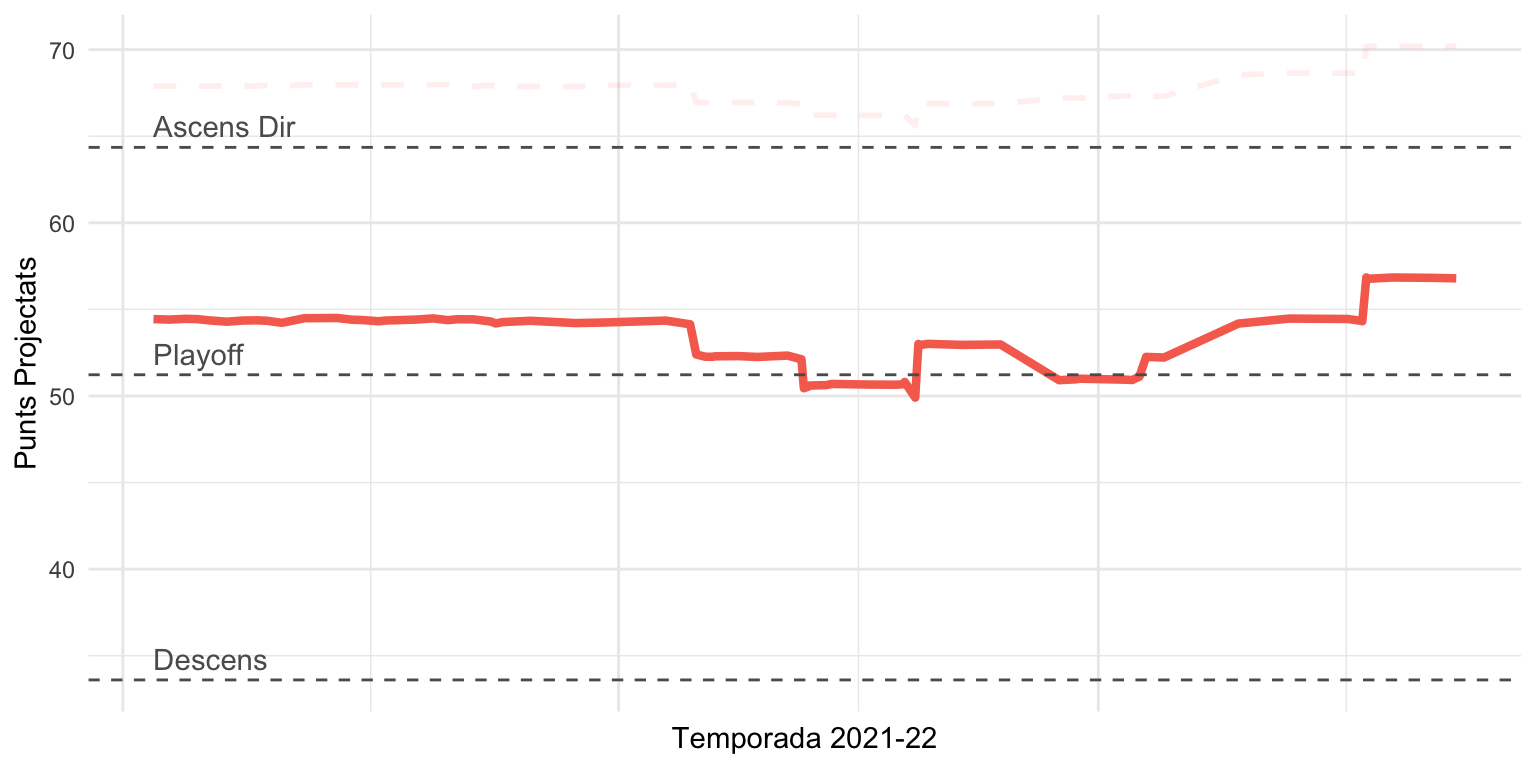 70
Ascens Dir
60
Punts Projectats
Playoff
50
40
Descens
Temporada 2021-22